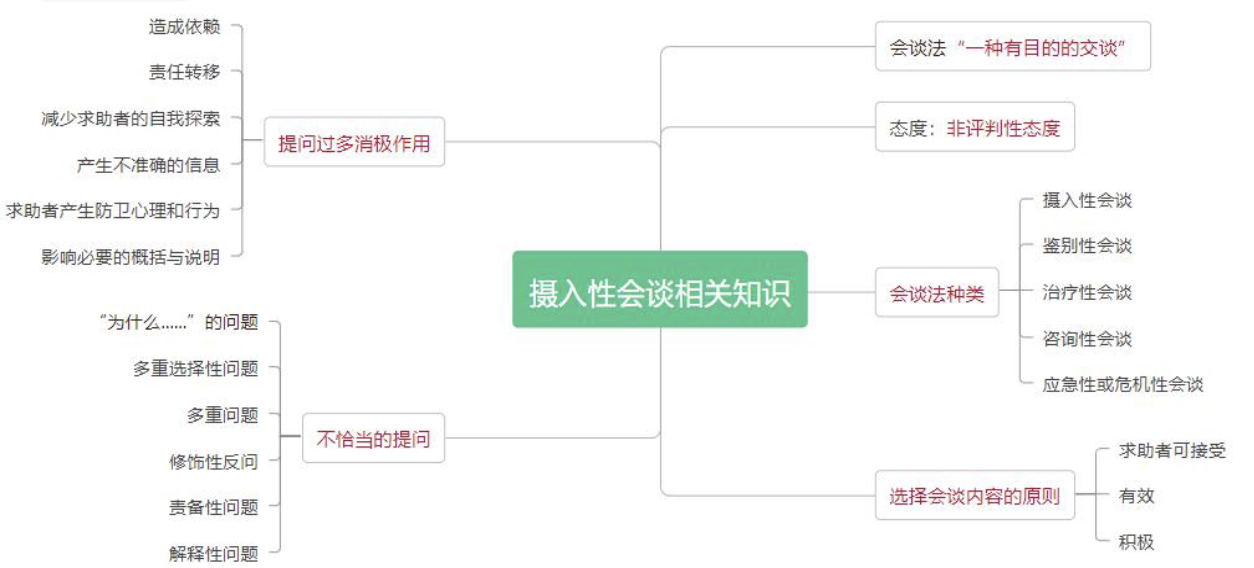 摄入性会谈相关知识
会谈法“一种有目的的交谈”
态度：非评判性态度
会谈法种类
摄入性会谈
鉴别性会谈
治疗性会谈
咨询性会谈
应急性或危机性会谈
选择会谈内容的原则
求助者可接受
有效
积极
提问过多消极作用
造成依赖
责任转移
减少求助者的自我探索
产生不准确的信息
求助者产生防卫心理和行为
影响必要的概括与说明
不恰当的提问
“为什么......”的问题
多重选择性问题
多重问题
修饰性反问
责备性问题
解释性问题